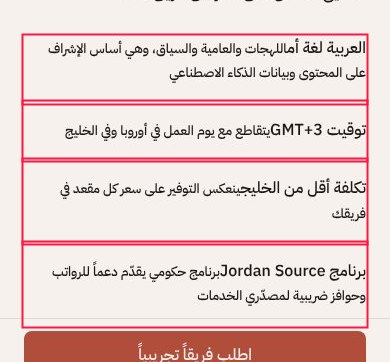 العربية لغة أماللهجات والعامية والسياق، وهي أساس الإشراف
على المحتوى وبيانات الذكاء الاصطناعي
توقيت GMT+3يتقاطع مع يوم العمل في أوروبا وفي الخليج
تكلفة أقل من الخليجينعكس التوفير على سعر كل مقعد في
فريقك
برنامج Jordan Sourceبرنامج حكومي يقدّم دعماً للرواتب
وحوافز ضريبية لمصدّري الخدمات
اطلب فريقاً تجريبياً